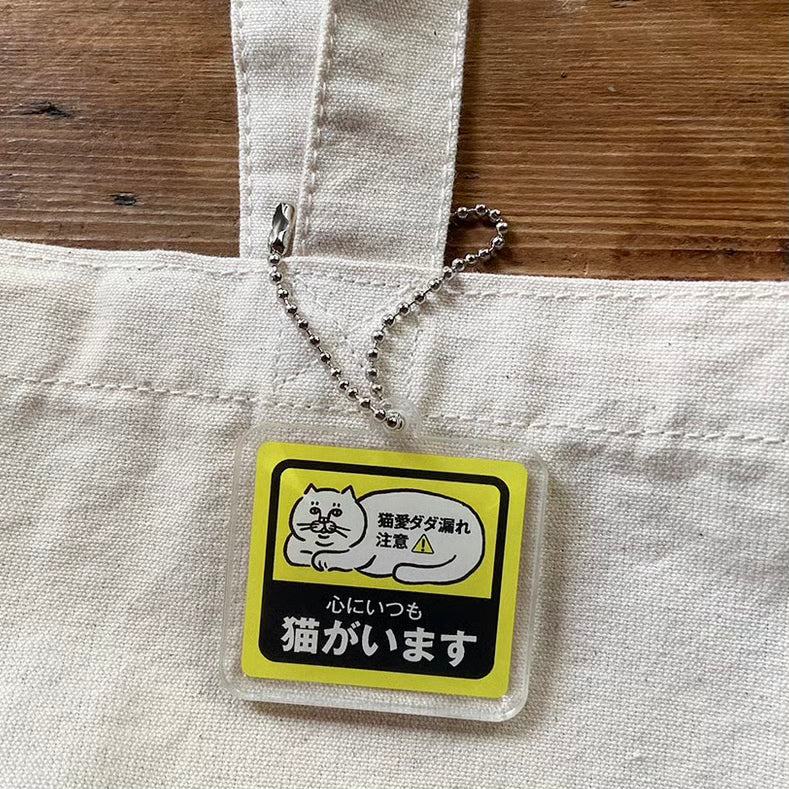 猫愛ダダ漏れ
注意⚠
心にいつも
猫がいます